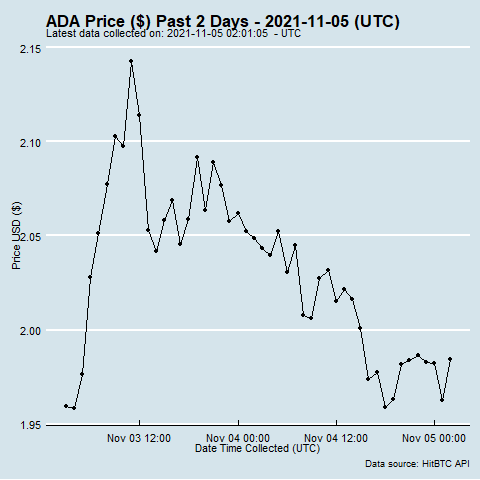 ADA Price ($) Past 2 Days - 2021-11-05 (UTC)
Latest data collected on: 2021-11-05 02:01:05 - UTC
2.15
2.10
2.05
2.00
1.95
Price USD ($)
Nov 03 12:00
Nov 04 00:00
Nov 04 12:00
Nov 05 00:00
Date Time Collected (UTC)
Data source: HitBTC API